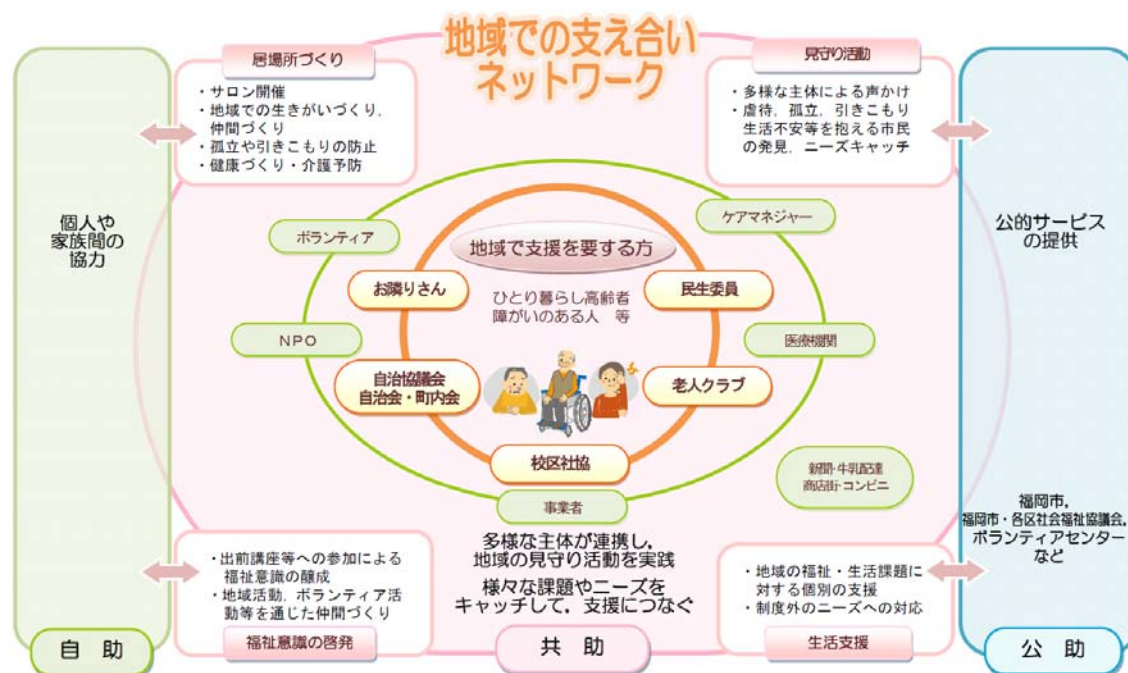 地域での支え合い
ネットワーク
居場所づくり
・サロン開催
・地域での生きがいづくり，
仲間づくり
・孤立や引きこもりの防止
・健康づくり・介護予防
見守り活動
・多様な主体による声かけ
・虐待，孤立，引きこもり
生活不安等を抱える市民
の発見，ニーズキャッチ
個人や
家族間の
協力
公的サービス
の提供
ボランティア
ケアマネジャー
地域で支援を要する方
お隣りさん
民生委員
ひとり暮らし高齢者
障がいのある人　等
NPO
医療機関
自治協議会
自治会・町内会
老人クラブ
校区社協
新聞・牛乳配達
商店街・コンビニ
事業者
福岡市，
福岡市・各区社会福祉協議会，
ボランティアセンター
など
多様な主体が連携し，
地域の見守り活動を実践
様々な課題やニーズを
キャッチして，支援につなぐ
・出前講座等への参加による
福祉意識の醸成
・地域活動，ボランティア活
動等を通じた仲間づくり
福祉意識の啓発
・地域の福祉・生活課題に
対する個別の支援
・制度外のニーズへの対応
生活支援
自助
共助
公助